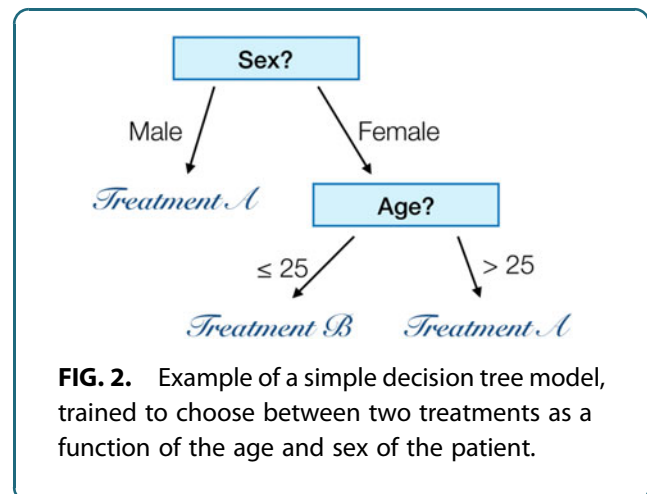 Sex?
Male
Female
Treatment A
Age?
≤ 25
> 25
Treatment B
Treatment A
FIG. 2. Example of a simple decision tree model,
trained to choose between two treatments as a
function of the age and sex of the patient.